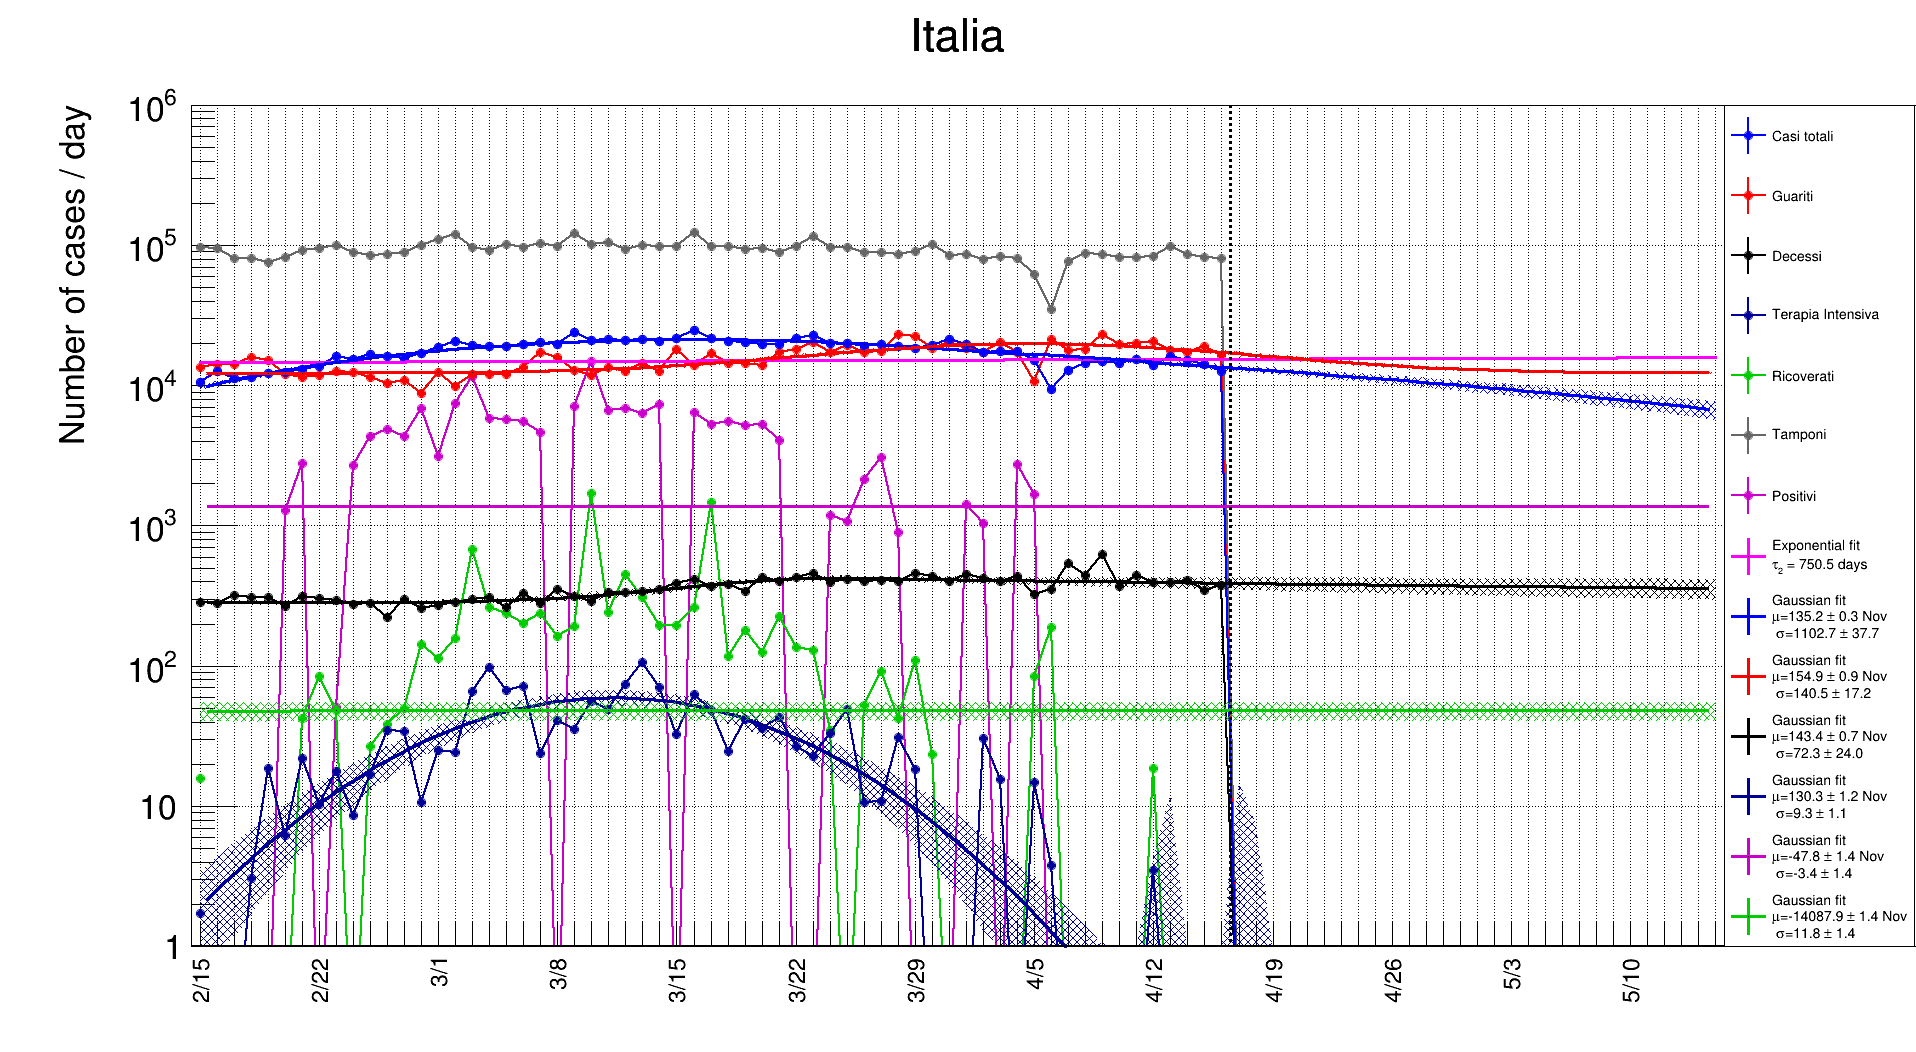 Italia
Number of cases / day
10^6
10^5
10^4
10^3
10^2
10
1
2/15 2/22 3/1 3/8 3/15 3/22 3/29 4/5 4/12 4/19 4/26 5/3 5/10
Casi totali
Guariti
Decessi
Terapia Intensiva
Ricoverati
Tamponi
Positivi
Exponential fit
τ₂ = 750.5 days
Gaussian fit
μ=135.2 ± 0.3 Nov
σ=1102.7 ± 37.7
Gaussian fit
μ=154.9 ± 0.9 Nov
σ=140.5 ± 17.2
Gaussian fit
μ=143.4 ± 0.7 Nov
σ=72.3 ± 24.0
Gaussian fit
μ=130.3 ± 1.2 Nov
σ=9.3 ± 1.1
Gaussian fit
μ=-47.8 ± 1.4 Nov
σ=-3.4 ± 1.4
Gaussian fit
μ=-14087.9 ± 1.4 Nov
σ=11.8 ± 1.4